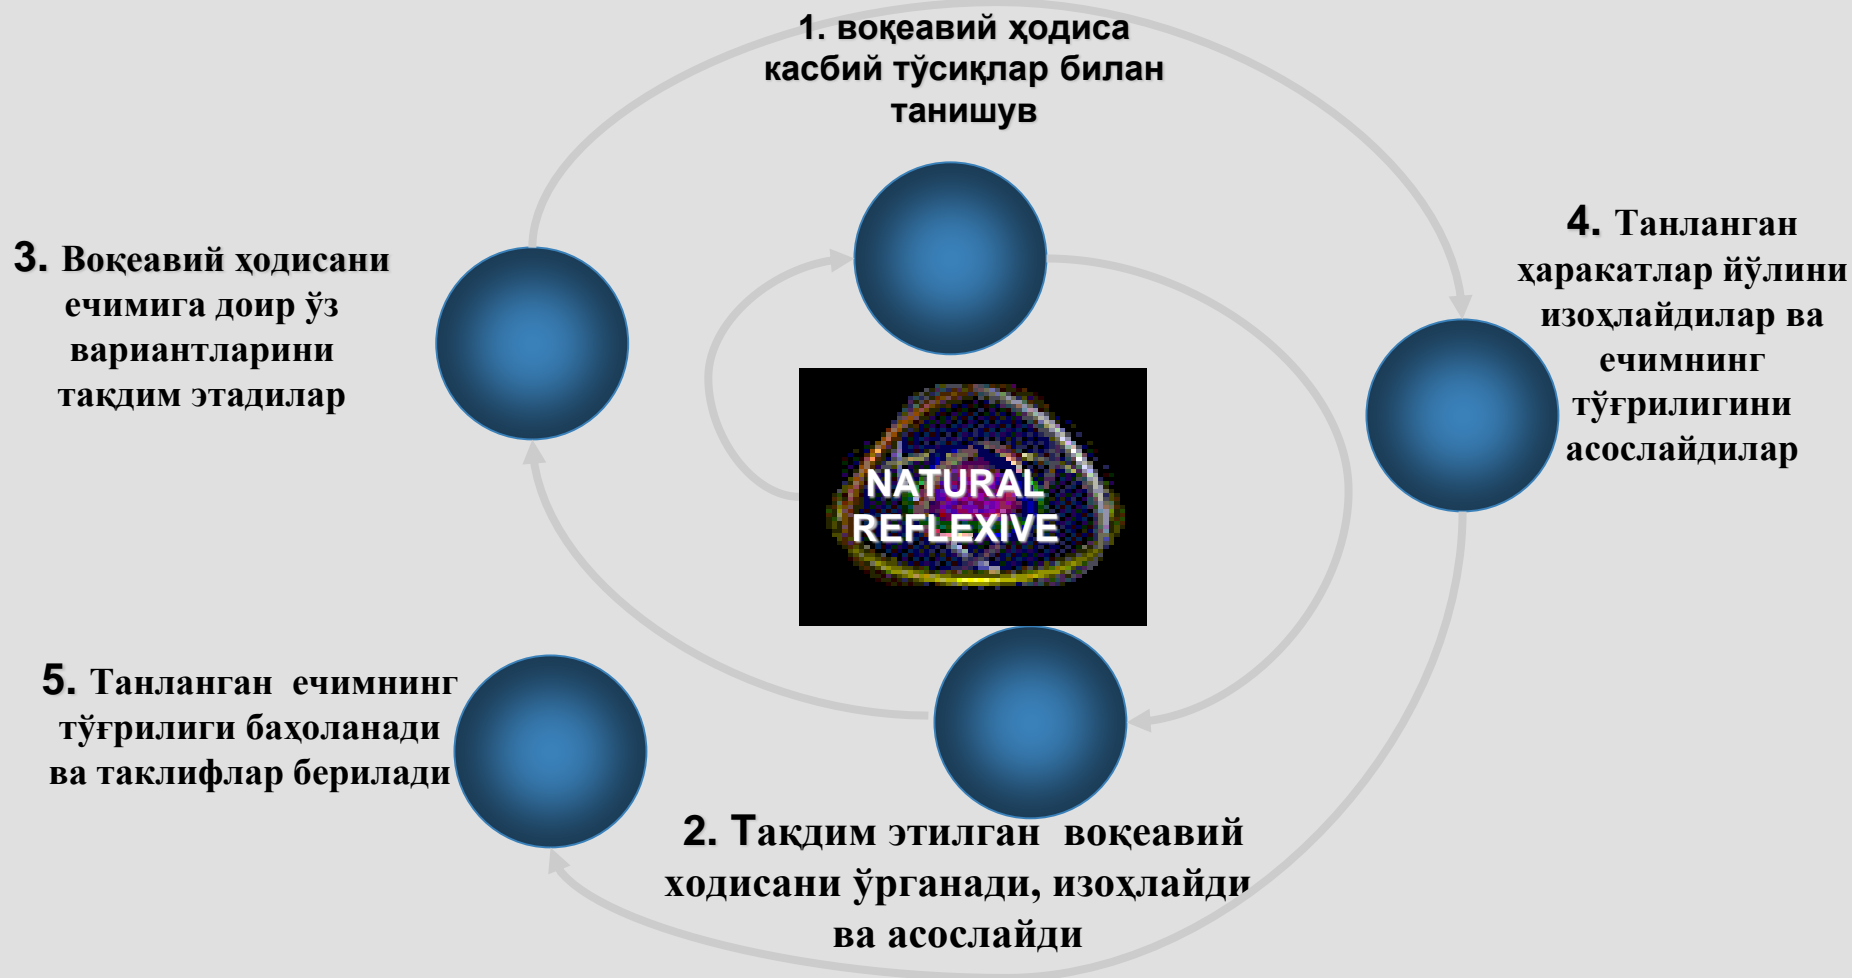 1. воқеавий ҳодиса
касбий тўсиқлар билан
танишув
NATURAL
REFLEXIVE
2. Тақдим этилган воқеавий
ходисани ўрганади, изоҳлайди
ва асослайди
3. Воқеавий ҳодисани
ечимига доир ўз
вариантларини
тақдим этадилар
4. Танланган
ҳаракатлар йўлини
изоҳлайдилар ва
ечимнинг
тўғрилигини
асослайдилар
5. Танланган ечимнинг
тўғрилиги баҳоланади
ва таклифлар берилади